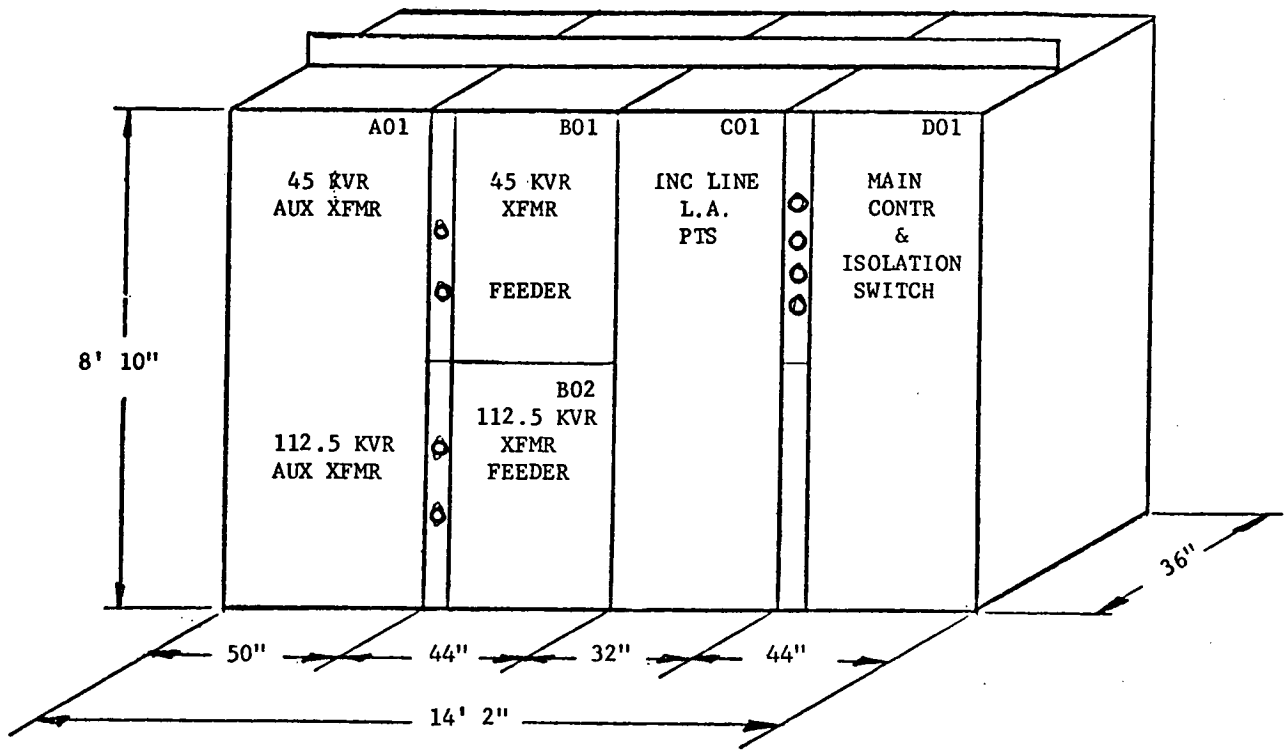 A01
45 KVR
AUX XFMR
112.5 KVR
AUX XFMR
B01
45 KVR
XFMR
FEEDER
B02
112.5 KVR
XFMR
FEEDER
C01
INC LINE
L.A.
PTS
D01
MAIN
CONTR
&
ISOLATION
SWITCH
8' 10"
36"
50"
44"
32"
44"
14' 2"